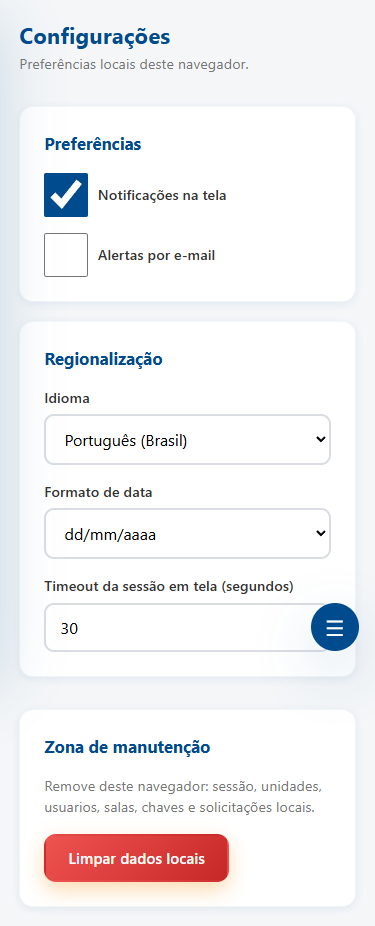 Configurações
Preferências locais deste navegador.
Preferências
Notificações na tela
Alertas por e-mail
Regionalização
Idioma
Português (Brasil)
Formato de data
dd/mm/aaaa
Timeout da sessão em tela (segundos)
30
Zona de manutenção
Remove deste navegador: sessão, unidades,
usuarios, salas, chaves e solicitações locais.
Limpar dados locais